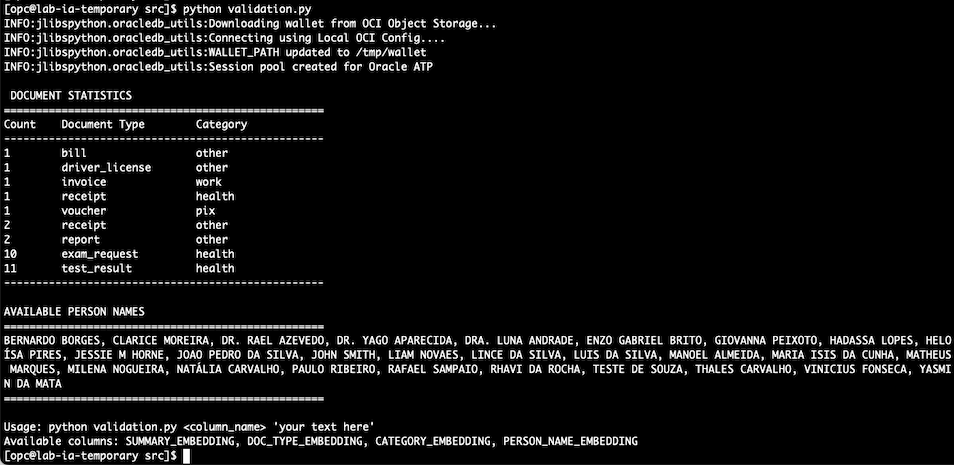 [opc@lab-ia-temporary src]$ python validation.py
INFO:jlibspython.oracledb_utils:Downloading wallet from OCI Object Storage...
INFO:jlibspython.oracledb_utils:Connecting using Local OCI Config....
INFO:jlibspython.oracledb_utils:WALLET_PATH updated to /tmp/wallet
INFO:jlibspython.oracledb_utils:Session pool created for Oracle ATP
DOCUMENT STATISTICS
==================================================
Count Document Type Category
--------------------------------------------------
1 bill other
1 driver_license other
1 invoice work
1 receipt health
1 voucher pix
2 receipt other
2 report other
10 exam_request health
11 test_result health
--------------------------------------------------
AVAILABLE PERSON NAMES
==================================================
BERNARDO BORGES, CLARICE MOREIRA, DR. RAEL AZEVEDO, DR. YAGO APARECIDA, DRA. LUNA ANDRADE, ENZO GABRIEL BRITO, GIOVANNA PEIXOTO, HADASSA LOPES, HELO
ÍSA PIRES, JESSIE M HORNE, JOAO PEDRO DA SILVA, JOHN SMITH, LIAM NOVAES, LINCE DA SILVA, LUIS DA SILVA, MANOEL ALMEIDA, MARIA ISIS DA CUNHA, MATHEUS
MARQUES, MILENA NOGUEIRA, NATÁLIA CARVALHO, PAULO RIBEIRO, RAFAEL SAMPAIO, RHAVI DA ROCHA, TESTE DE SOUZA, THALES CARVALHO, VINICIUS FONSECA, YASMI
N DA MATA
==================================================
Usage: python validation.py <column_name> 'your text here'
Available columns: SUMMARY_EMBEDDING, DOC_TYPE_EMBEDDING, CATEGORY_EMBEDDING, PERSON_NAME_EMBEDDING
[opc@lab-ia-temporary src]$